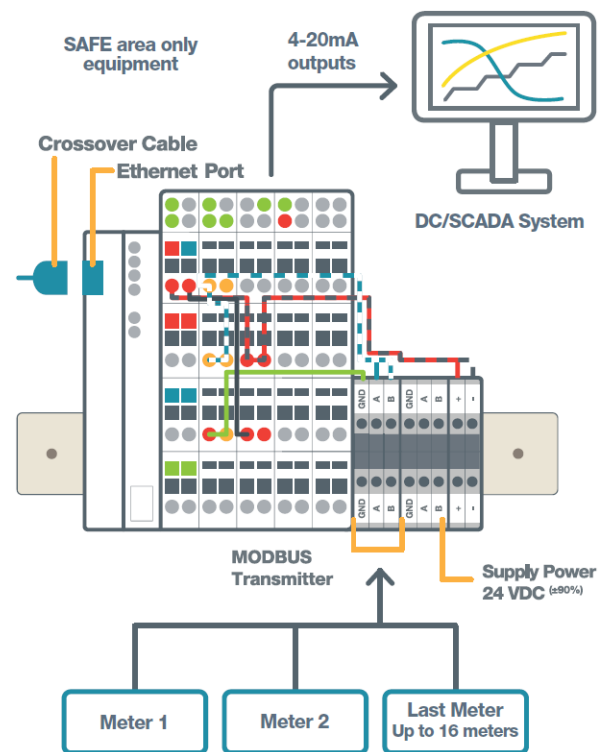 SAFE area only
equipment
4-20mA
outputs
Crossover Cable
Ethernet Port
DC/SCADA System
GND A B GND A B + -
GND A B GND A B + -
MODBUS
Transmitter
Supply Power
24 VDC (±90%)
Meter 1
Meter 2
Last Meter
Up to 16 meters